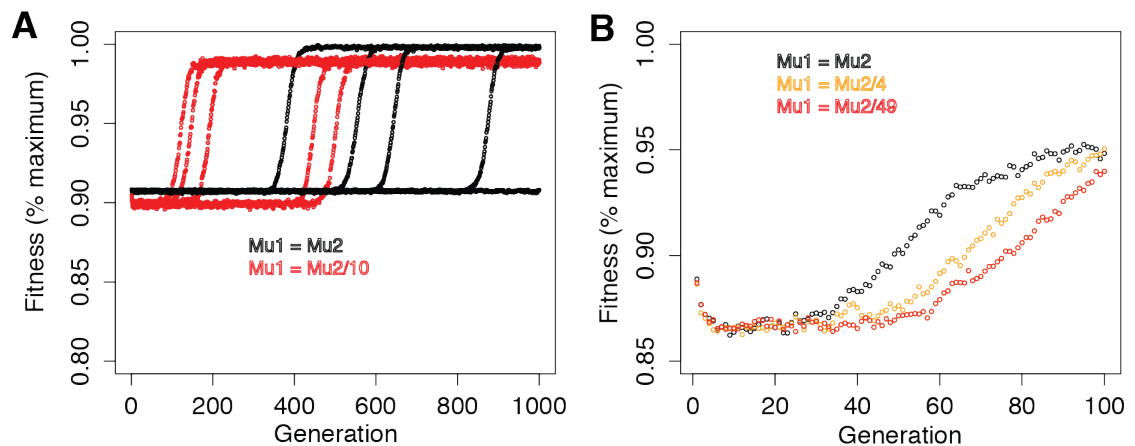 A
Fitness (% maximum)
1.00
0.95
0.90
0.85
0.80
Mu1 = Mu2
Mu1 = Mu2/10
0
200
400
600
800
1000
Generation
B
Fitness (% maximum)
1.00
0.95
0.90
0.85
Mu1 = Mu2
Mu1 = Mu2/4
Mu1 = Mu2/49
0
20
40
60
80
100
Generation